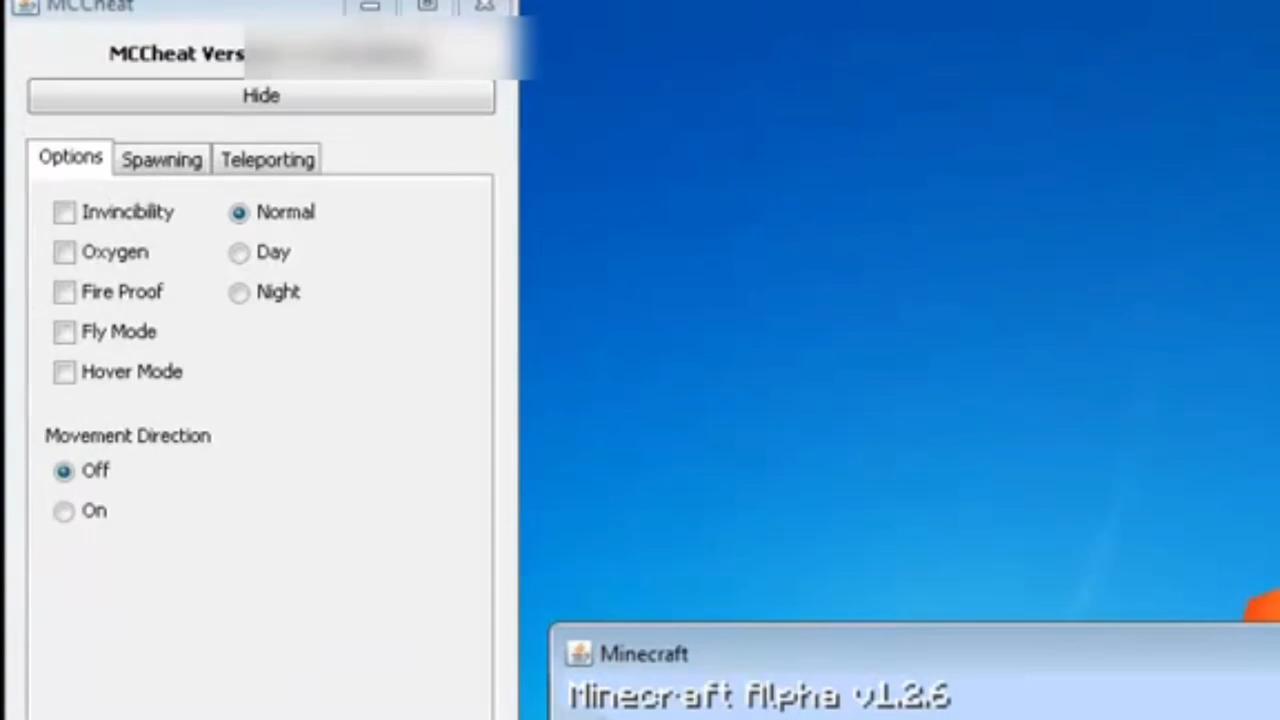 MCCheat
MCCheat Vers
Hide
Options Spawning Teleporting
Invincibility Normal
Oxygen Day
Fire Proof Night
Fly Mode
Hover Mode
Movement Direction
Off
On
Minecraft
Minecraft Alpha v1.2.6